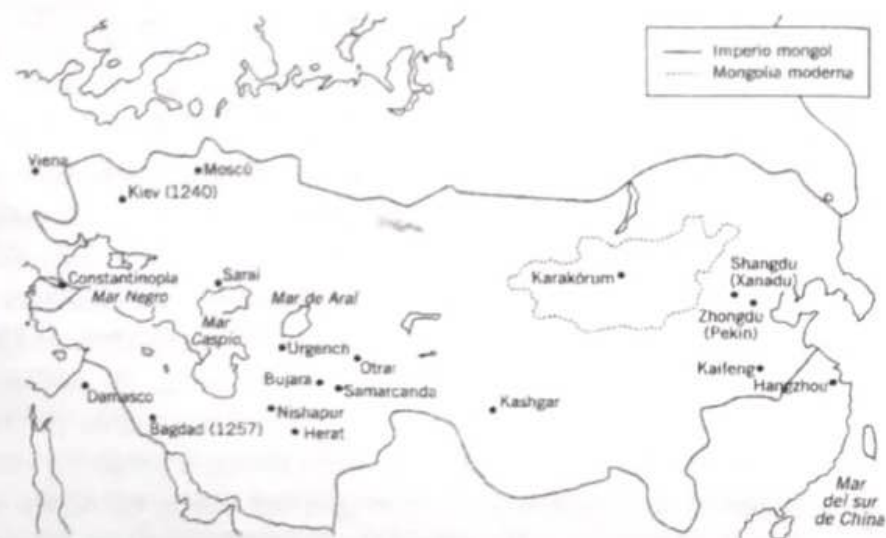 Imperio mongol
Mongolia moderna
Viena
Moscú
Kiev (1240)
Constantinopla
Mar Negro
Sarai
Mar
Caspio
Mar de Aral
Urgench
Otrar
Bujara
Samarcanda
Nishapur
Herat
Damasco
Bagdad (1257)
Kashgar
Karakórum
Shangdu
(Xanadu)
Zhongdu
(Pekin)
Kaifeng
Hangzhou
Mar
del sur
de China